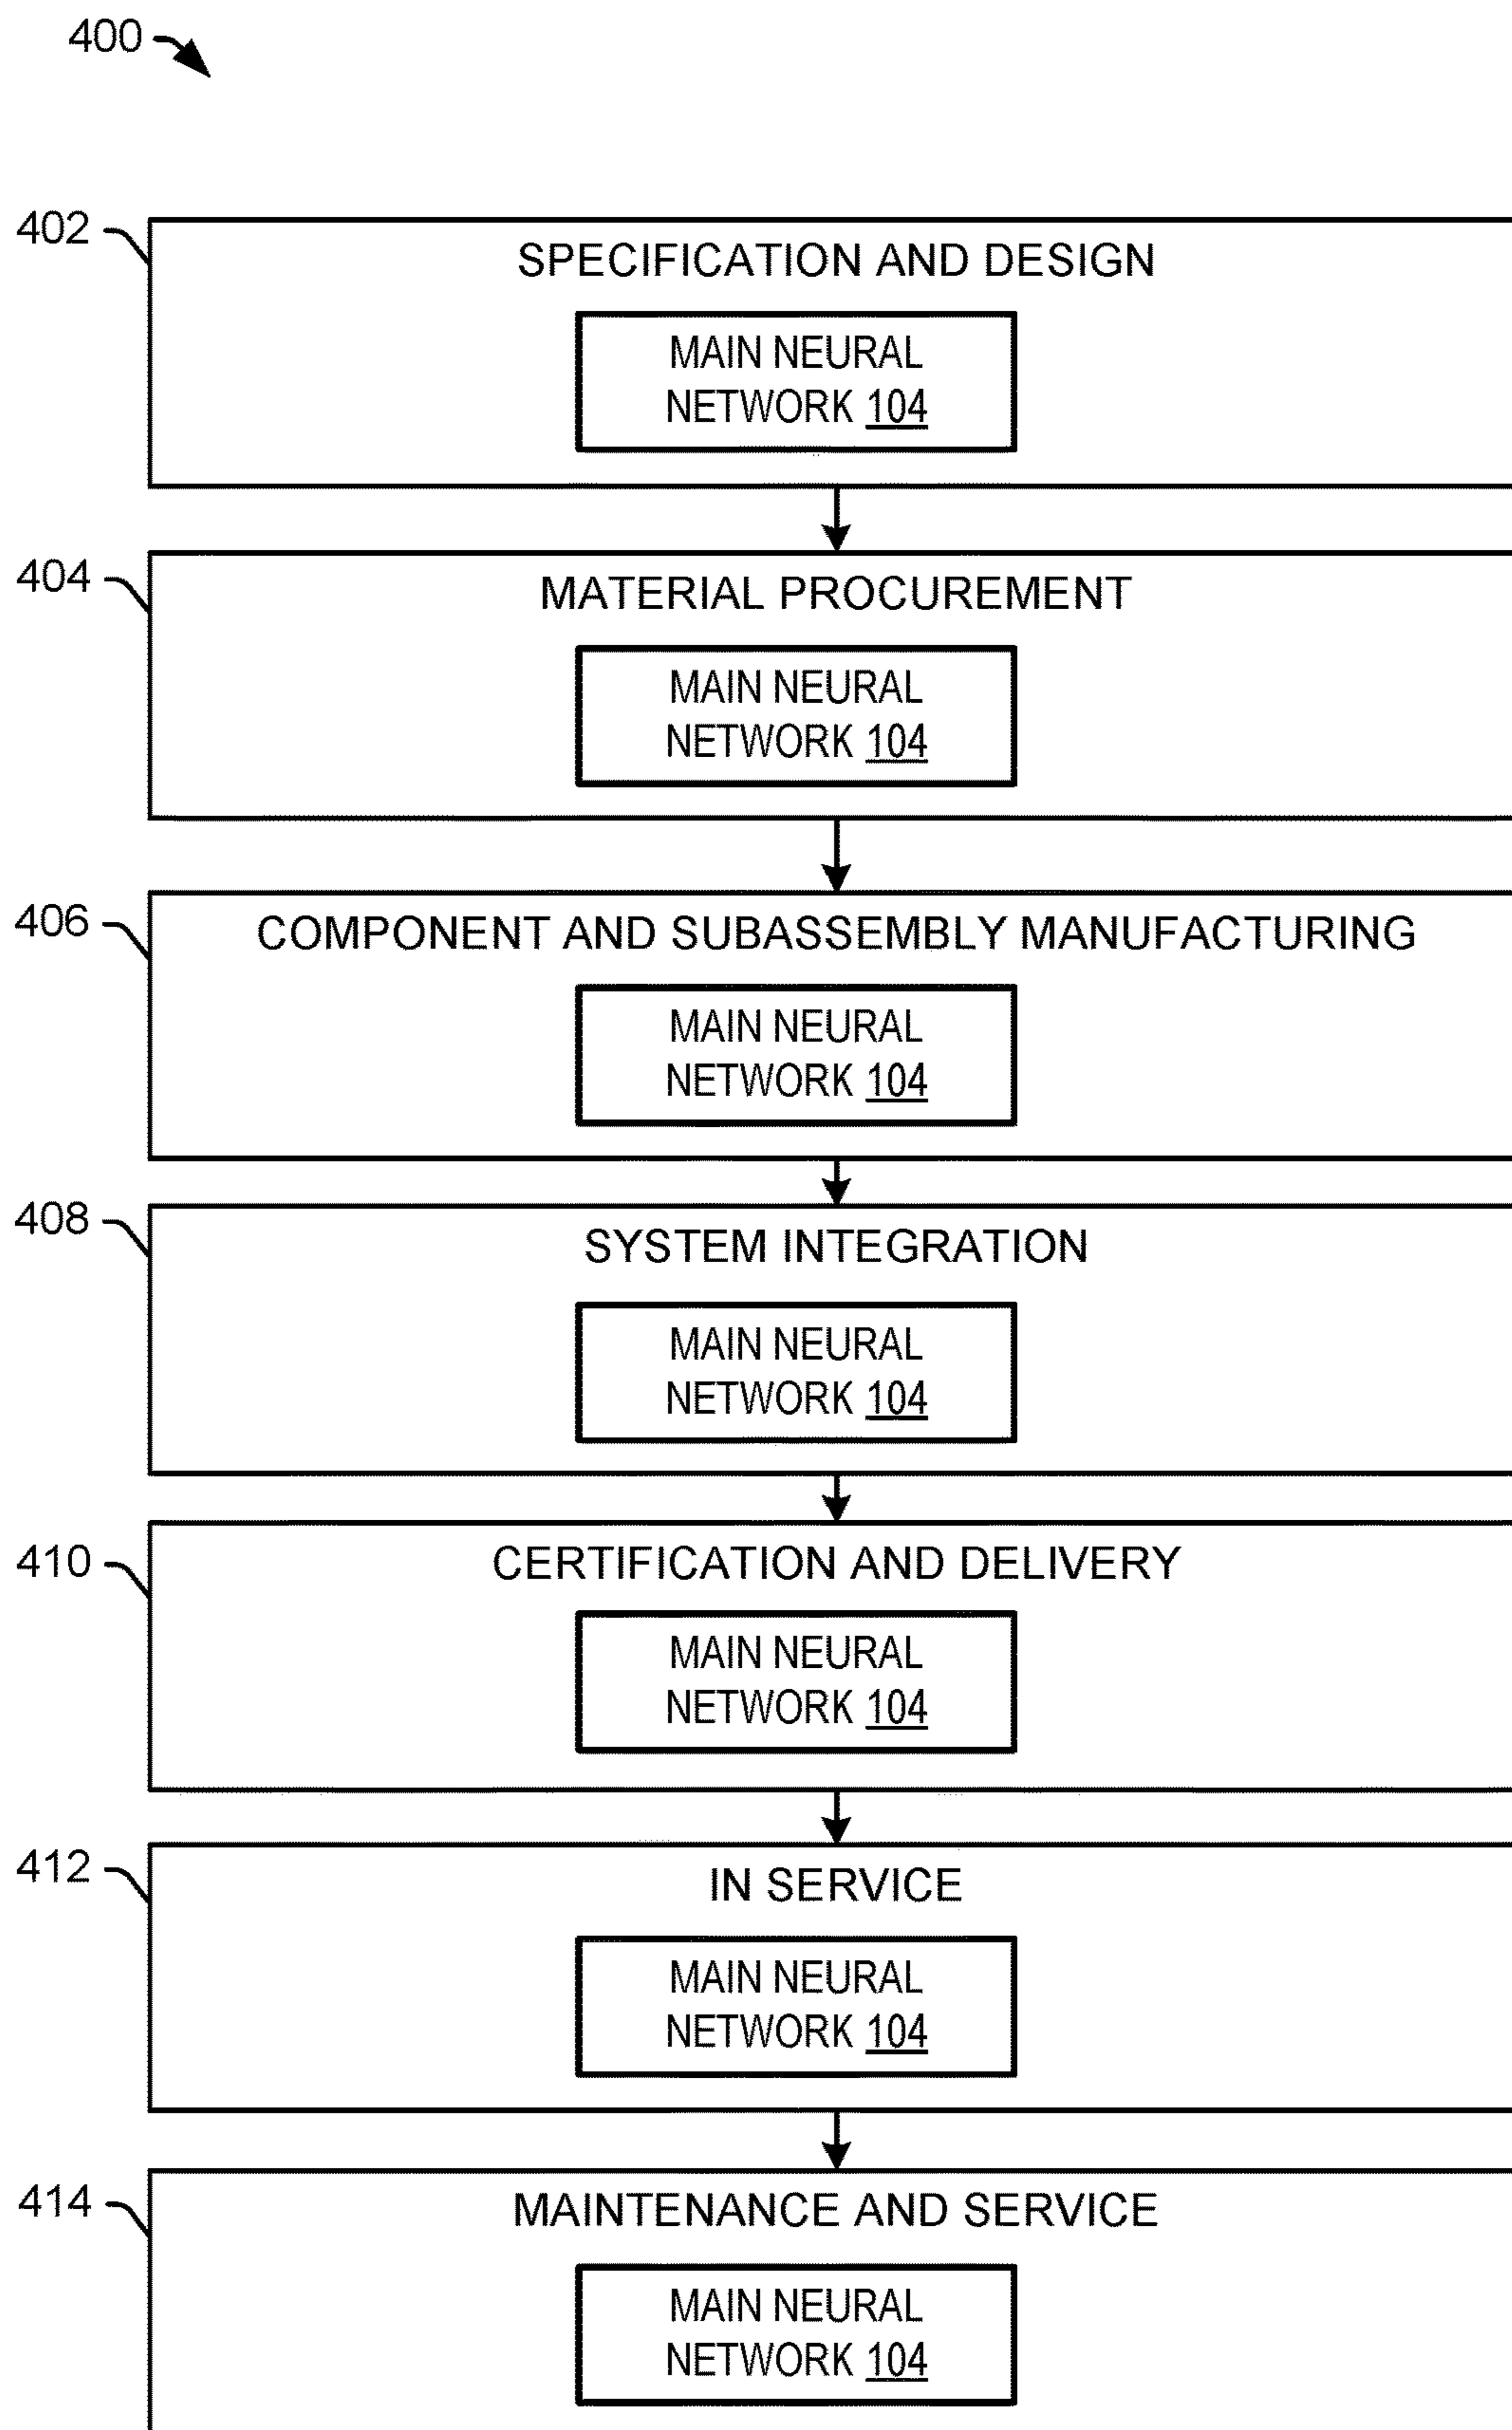 400
402
SPECIFICATION AND DESIGN
MAIN NEURAL
NETWORK 104
404
MATERIAL PROCUREMENT
MAIN NEURAL
NETWORK 104
406
COMPONENT AND SUBASSEMBLY MANUFACTURING
MAIN NEURAL
NETWORK 104
408
SYSTEM INTEGRATION
MAIN NEURAL
NETWORK 104
410
CERTIFICATION AND DELIVERY
MAIN NEURAL
NETWORK 104
412
IN SERVICE
MAIN NEURAL
NETWORK 104
414
MAINTENANCE AND SERVICE
MAIN NEURAL
NETWORK 104